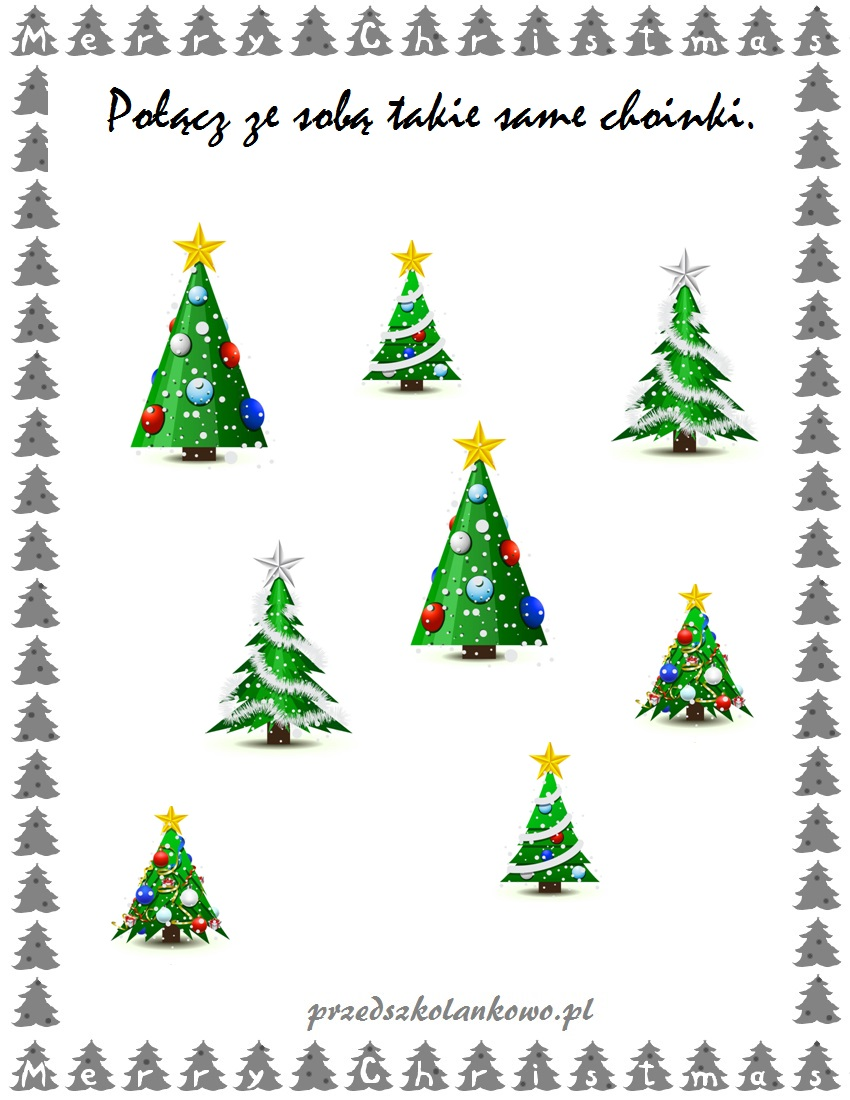 Merry Christmas
Połącz ze sobą takie same choinki.
przedszkolankowo.pl
Merry Christmas